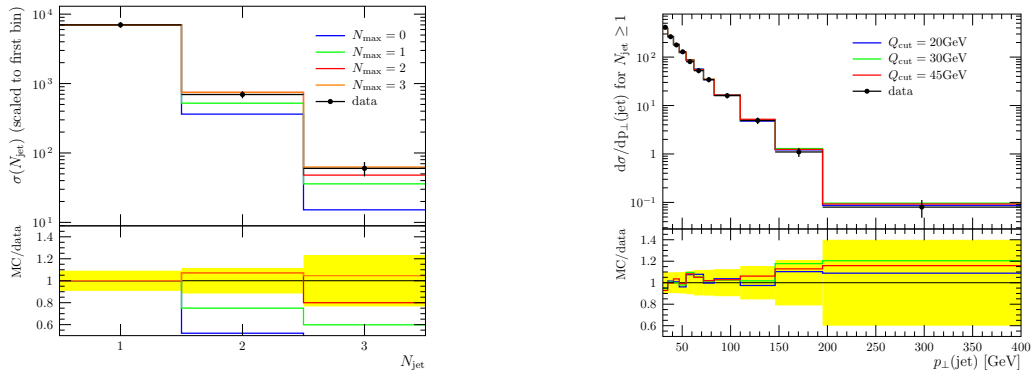 σ(N_jet) (scaled to first bin)
10^4
10^3
10^2
10^1
N_max = 0
N_max = 1
N_max = 2
N_max = 3
data
MC/data
1.4
1.2
1
0.8
0.6
1 2 3
N_jet
dσ/dp⊥(jet) for N_jet ≥ 1
10^2
10^1
1
10^−1
Q_cut = 20GeV
Q_cut = 30GeV
Q_cut = 45GeV
data
MC/data
1.4
1.2
1.0
0.8
0.6
50 100 150 200 250 300 350 400
p⊥(jet) [GeV]